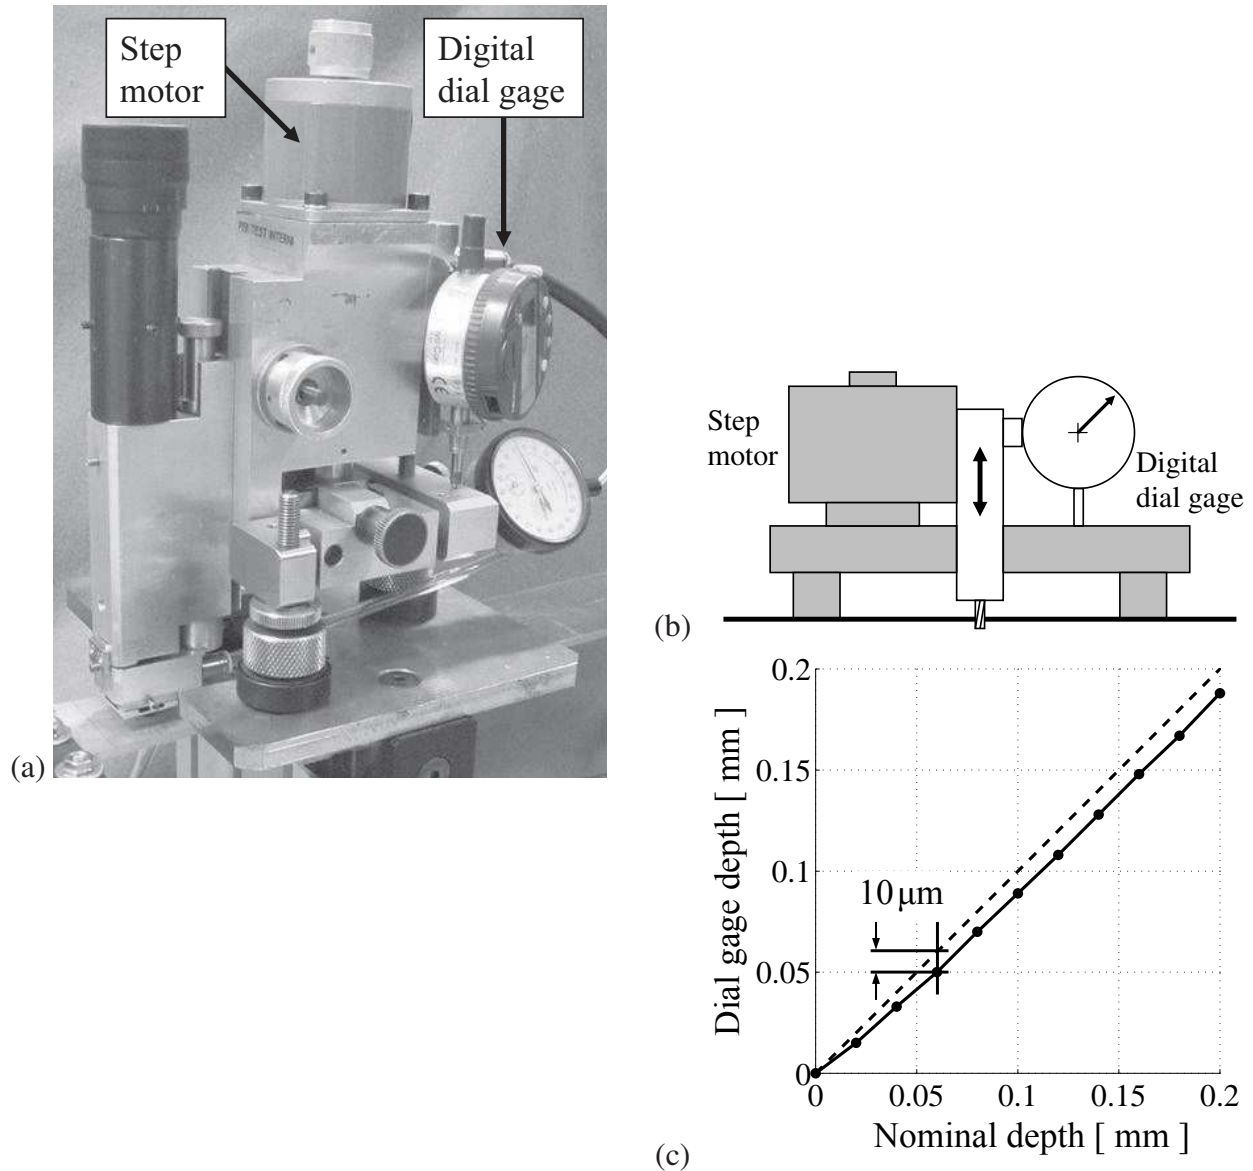 Step
motor
Digital
dial gage
(a)
Step
motor
Digital
dial gage
(b)
0.2
0.15
0.1
0.05
0
Dial gage depth [ mm ]
10 μm
0
0.05
0.1
0.15
0.2
Nominal depth [ mm ]
(c)